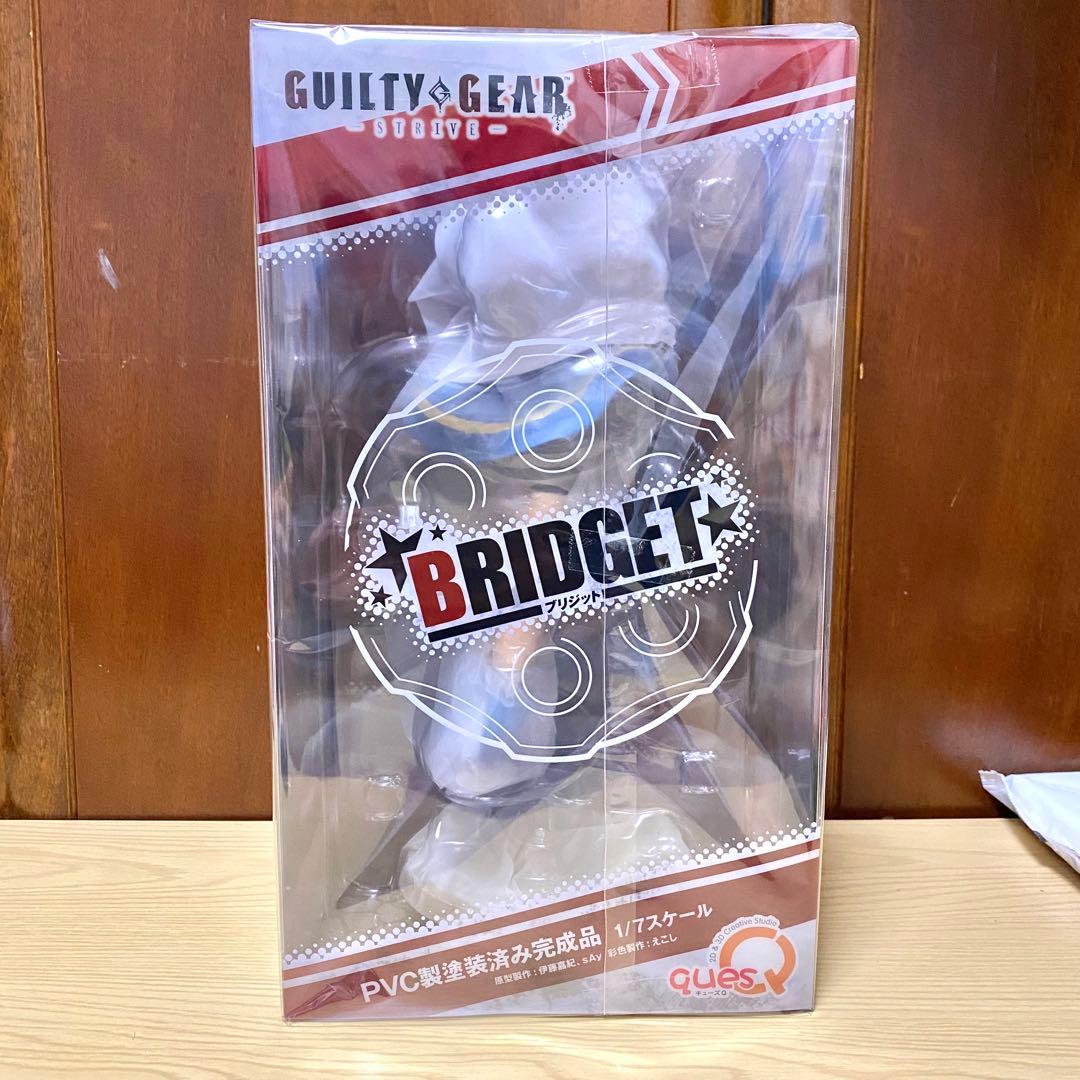 GUILTY GEAR™
– STRIVE –
BRIDGET
ブリジット
PVC製塗装済み完成品 1/7スケール
原型製作:伊藤嘉紀、sAy 彩色製作:えこし
2D & 3D Creative Studio
quesQ
キューズQ